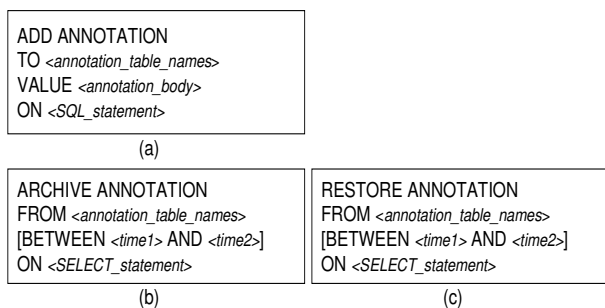 ADD ANNOTATION
TO <annotation_table_names>
VALUE <annotation_body>
ON <SQL_statement>
(a)
ARCHIVE ANNOTATION
FROM <annotation_table_names>
[BETWEEN <time1> AND <time2>]
ON <SELECT_statement>
(b)
RESTORE ANNOTATION
FROM <annotation_table_names>
[BETWEEN <time1> AND <time2>]
ON <SELECT_statement>
(c)